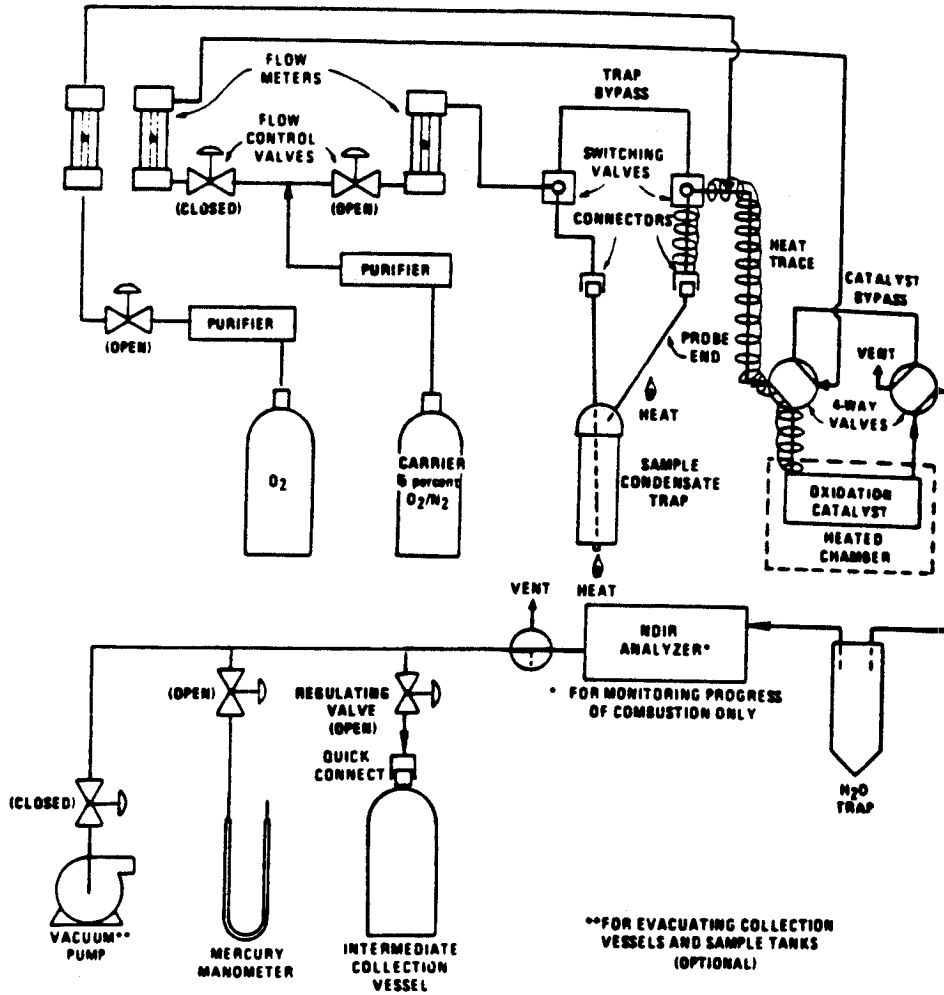 FLOW
METERS
TRAP
BYPASS
FLOW
CONTROL
VALVES
SWITCHING
VALVES
(CLOSED)
(OPEN)
CONNECTORS
HEAT
TRACE
PURIFIER
CATALYST
BYPASS
PURIFIER
(OPEN)
PROBE
END
VENT
HEAT
4-WAY
VALVES
O2
CARRIER
5 percent
O2/N2
SAMPLE
CONDENSATE
TRAP
OXIDATION
CATALYST
HEATED
CHAMBER
VENT
HEAT
NDIR
ANALYZER*
(OPEN)
REGULATING
VALVE
(OPEN)
* FOR MONITORING PROGRESS
OF COMBUSTION ONLY
QUICK
CONNECT
H2O
TRAP
(CLOSED)
VACUUM**
PUMP
MERCURY
MANOMETER
INTERMEDIATE
COLLECTION
VESSEL
**FOR EVACUATING COLLECTION
VESSELS AND SAMPLE TANKS
(OPTIONAL)